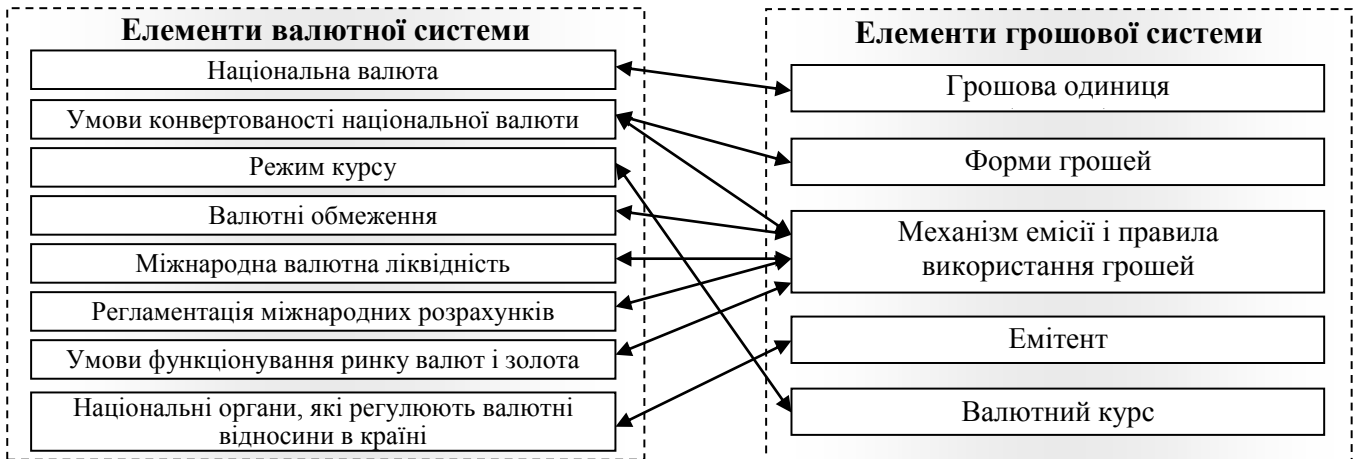 Елементи валютної системи
Національна валюта
Умови конвертованості національної валюти
Режим курсу
Валютні обмеження
Міжнародна валютна ліквідність
Регламентація міжнародних розрахунків
Умови функціонування ринку валют і золота
Національні органи, які регулюють валютні
відносини в країні
Елементи грошової системи
Грошова одиниця
Форми грошей
Механізм емісії і правила
використання грошей
Емітент
Валютний курс